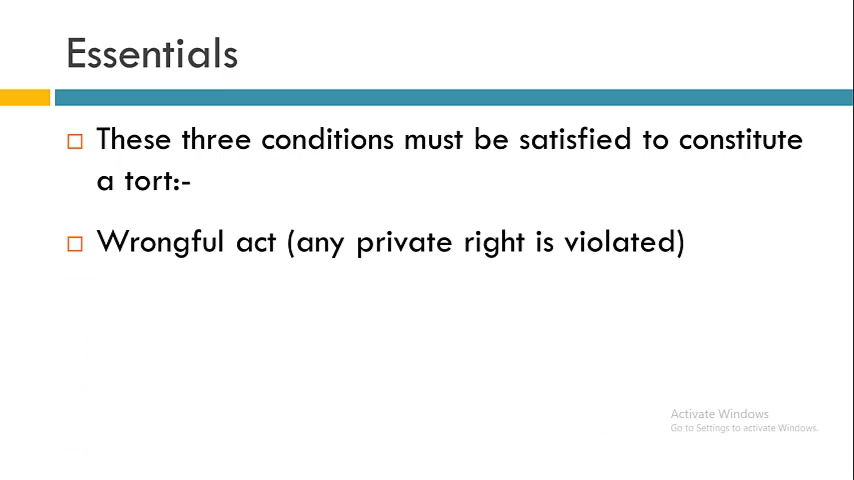 Essentials
These three conditions must be satisfied to constitute
a tort:-
Wrongful act (any private right is violated)
Activate Windows
Go to Settings to activate Windows.